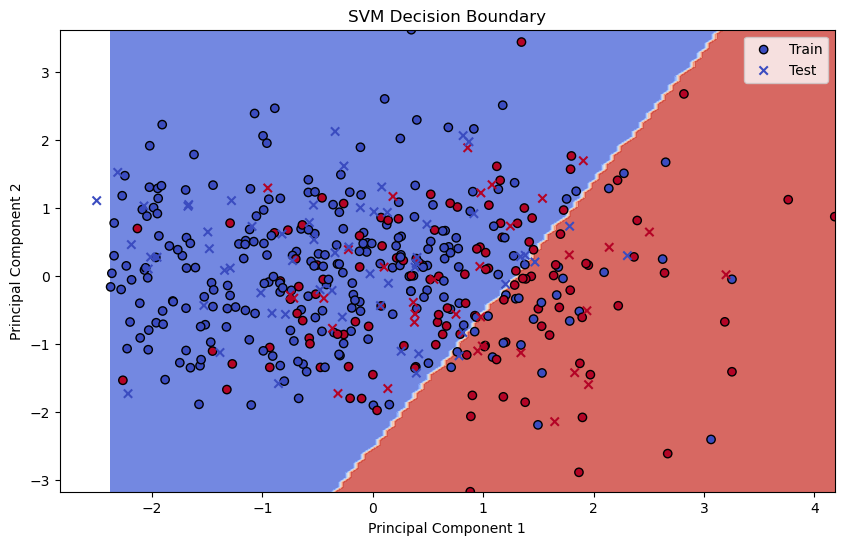 SVM Decision Boundary
Train
Test
Principal Component 2
3
2
1
0
−1
−2
−3
−2
−1
0
1
2
3
4
Principal Component 1